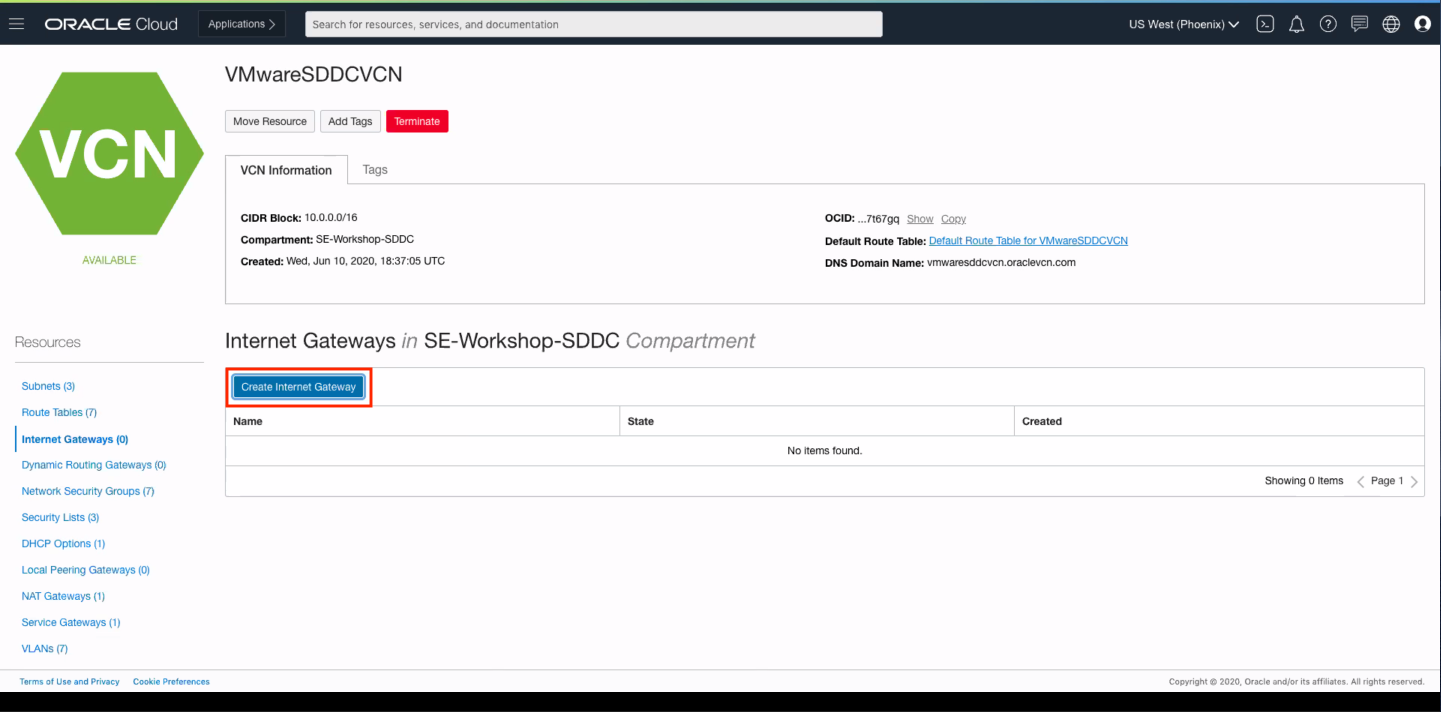 ORACLE Cloud Applications > Search for resources, services, and documentation US West (Phoenix)
VCN
AVAILABLE
VMwareSDDCVCN
Move Resource Add Tags Terminate
VCN Information Tags
CIDR Block: 10.0.0.0/16
Compartment: SE-Workshop-SDDC
Created: Wed, Jun 10, 2020, 18:37:05 UTC
OCID: ...7t67gq Show Copy
Default Route Table: Default Route Table for VMwareSDDCVCN
DNS Domain Name: vmwaresddcvcn.oraclevcn.com
Resources
Subnets (3)
Route Tables (7)
Internet Gateways (0)
Dynamic Routing Gateways (0)
Network Security Groups (7)
Security Lists (3)
DHCP Options (1)
Local Peering Gateways (0)
NAT Gateways (1)
Service Gateways (1)
VLANs (7)
Internet Gateways in SE-Workshop-SDDC Compartment
Create Internet Gateway
Name State Created
No items found.
Showing 0 Items < Page 1 >
Terms of Use and Privacy Cookie Preferences
Copyright © 2020, Oracle and/or its affiliates. All rights reserved.